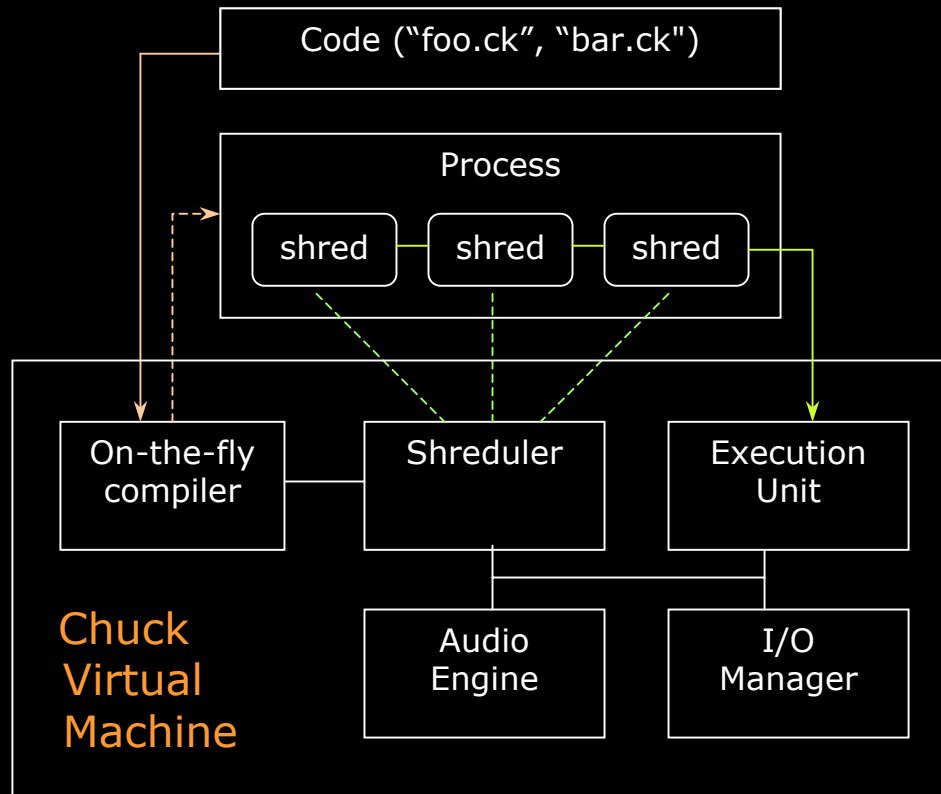 Code (“foo.ck”, “bar.ck")
Process
shred
shred
shred
On-the-fly
compiler
Shreduler
Execution
Unit
Chuck
Virtual
Machine
Audio
Engine
I/O
Manager